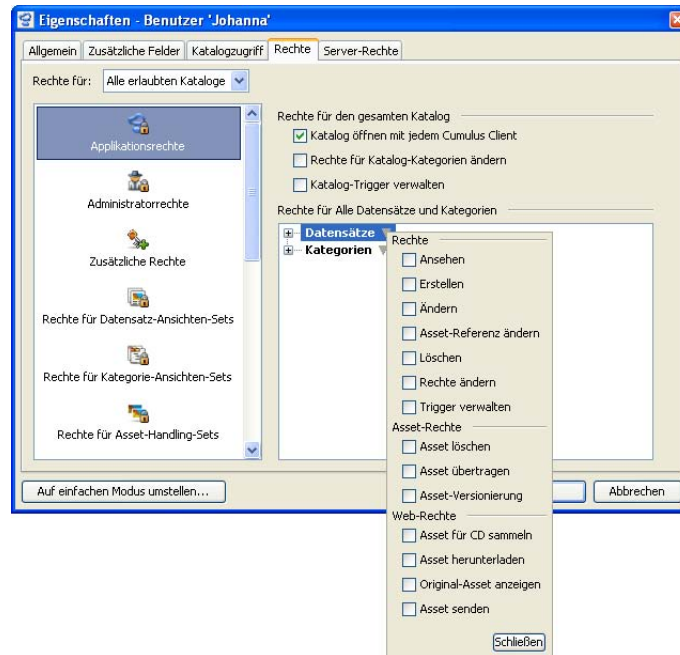 Eigenschaften - Benutzer 'Johanna'
Allgemein Zusätzliche Felder Katalogzugriff Rechte Server-Rechte
Rechte für: Alle erlaubten Kataloge
Applikationsrechte
Administratorrechte
Zusätzliche Rechte
Rechte für Datensatz-Ansichten-Sets
Rechte für Kategorie-Ansichten-Sets
Rechte für Asset-Handling-Sets
Rechte für den gesamten Katalog
Katalog öffnen mit jedem Cumulus Client
Rechte für Katalog-Kategorien ändern
Katalog-Trigger verwalten
Rechte für Alle Datensätze und Kategorien
Datensätze
Kategorien
Rechte
Ansehen
Erstellen
Ändern
Asset-Referenz ändern
Löschen
Rechte ändern
Trigger verwalten
Asset-Rechte
Asset löschen
Asset übertragen
Asset-Versionierung
Web-Rechte
Asset für CD sammeln
Asset herunterladen
Original-Asset anzeigen
Asset senden
Schließen
Auf einfachen Modus umstellen... Abbrechen